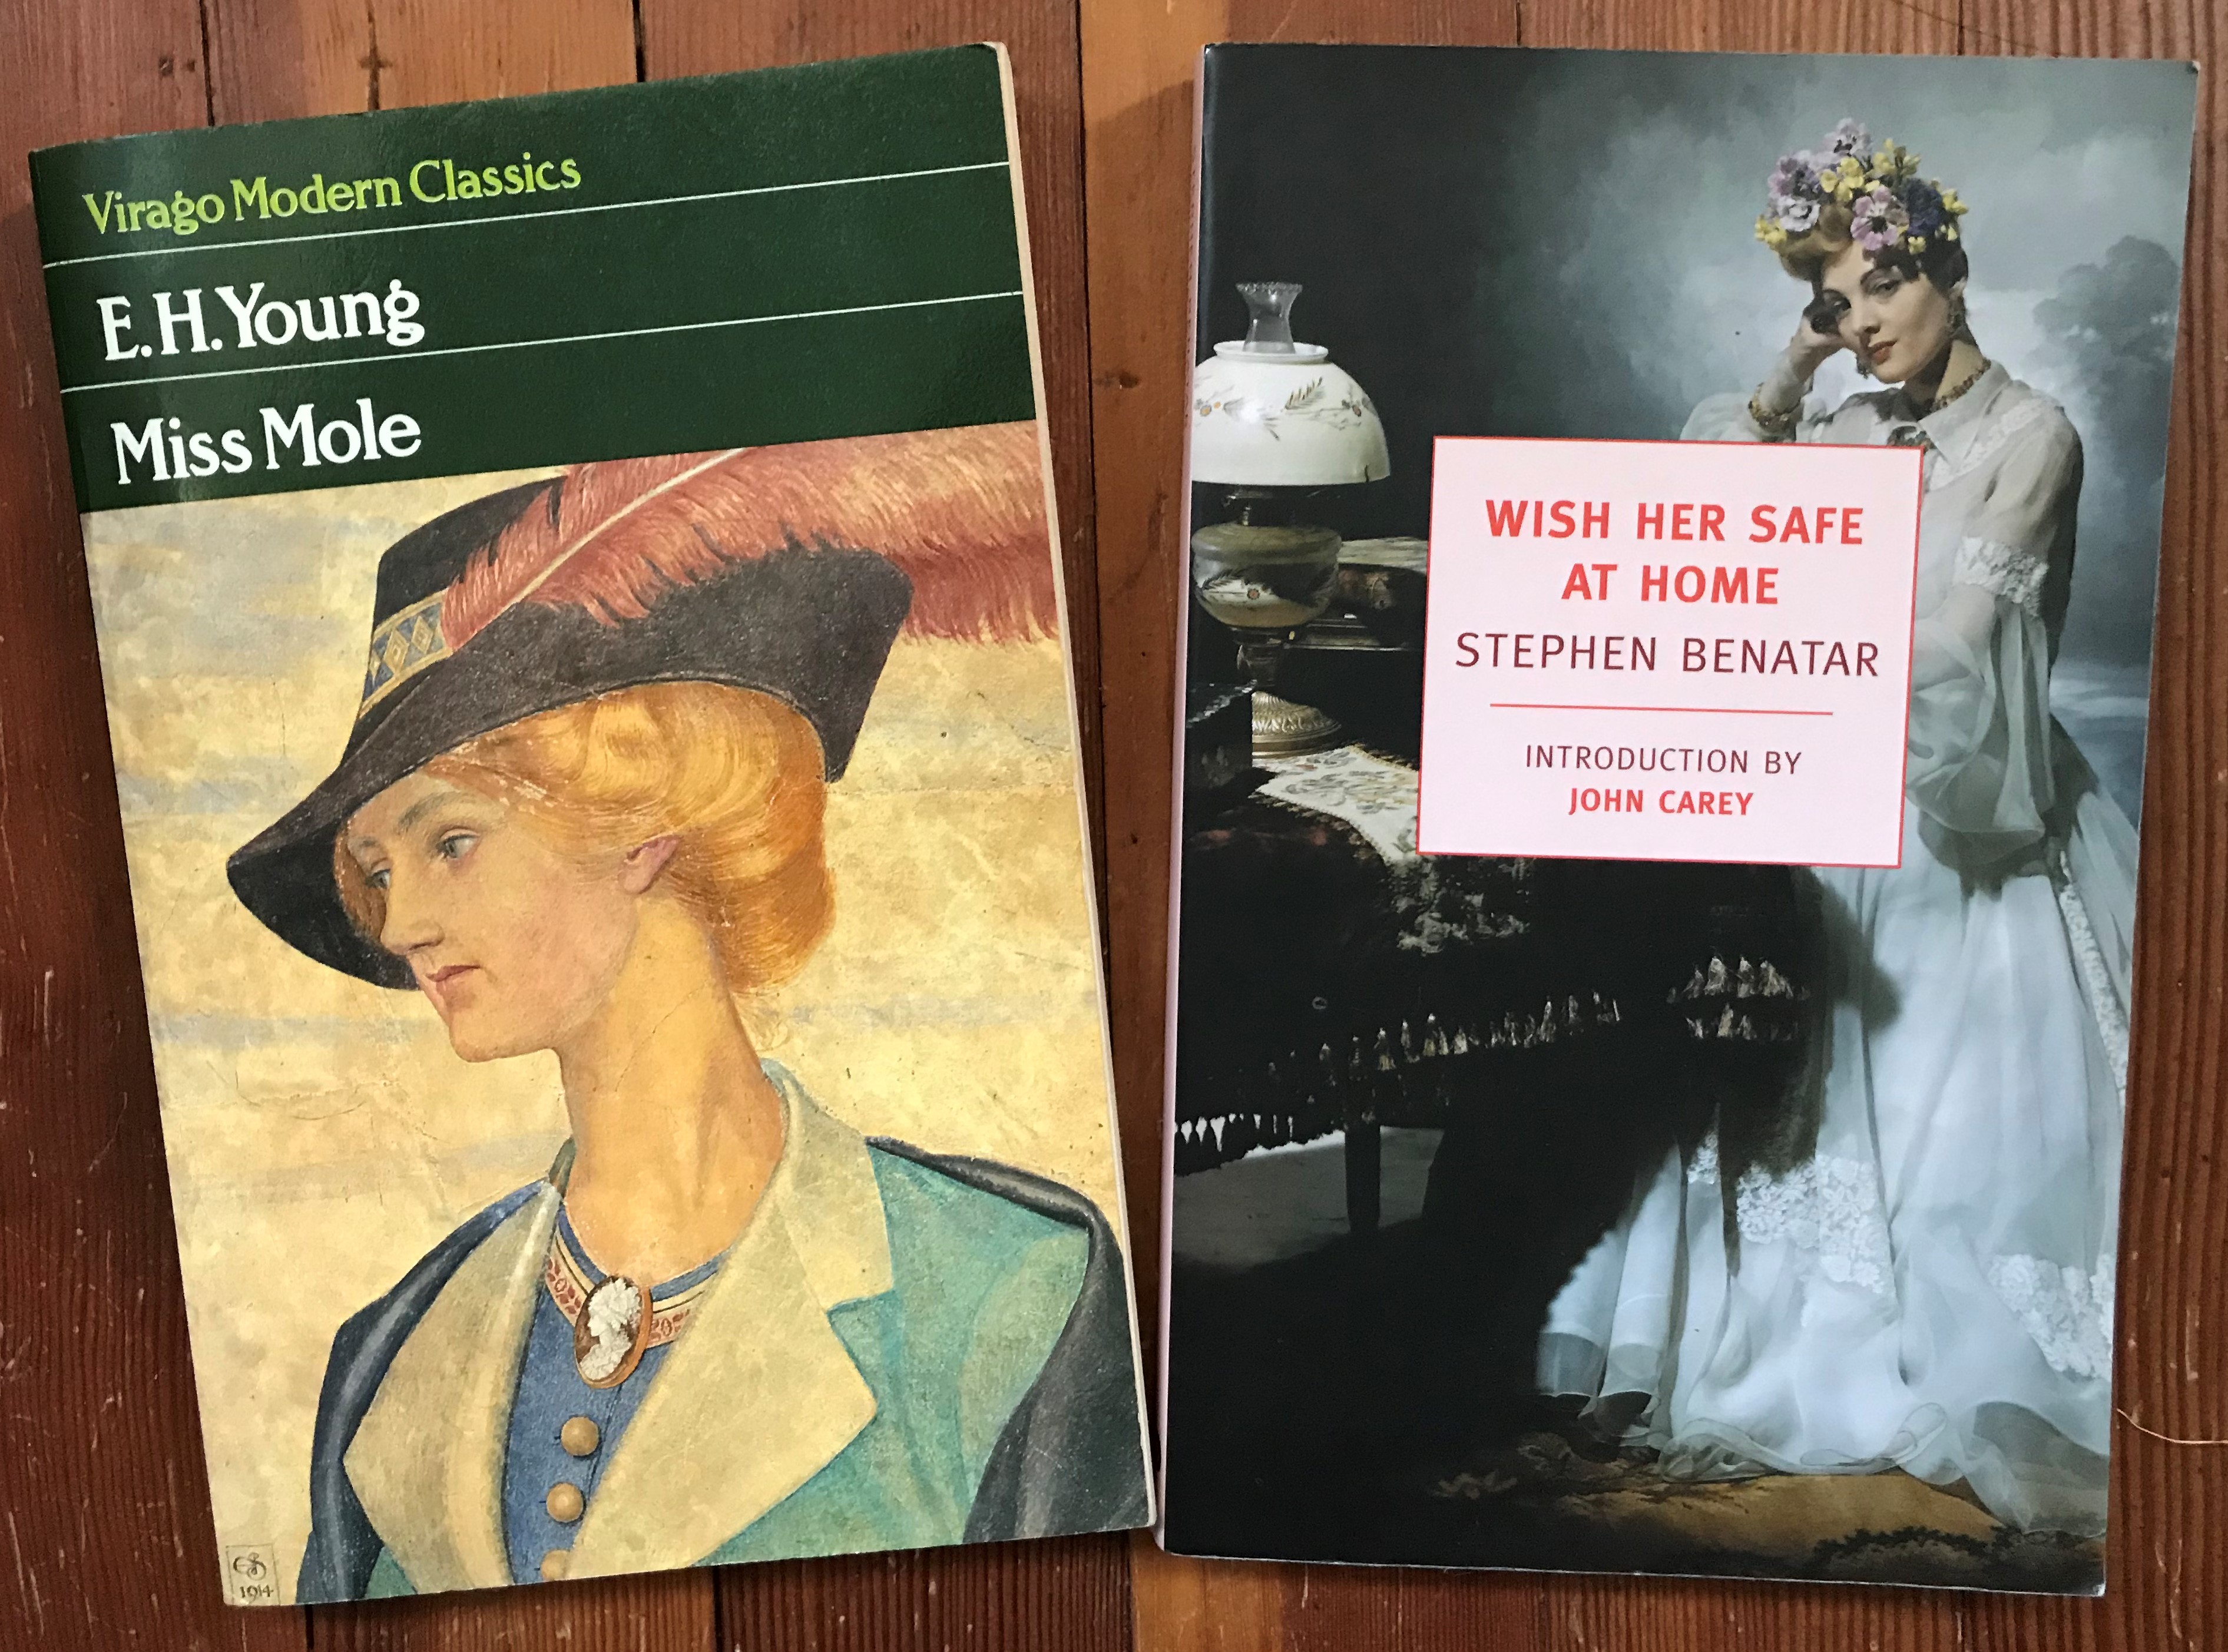 Virago Modern Classics
E.H.Young
Miss Mole
1914
WISH HER SAFE
AT HOME
STEPHEN BENATAR
INTRODUCTION BY
JOHN CAREY